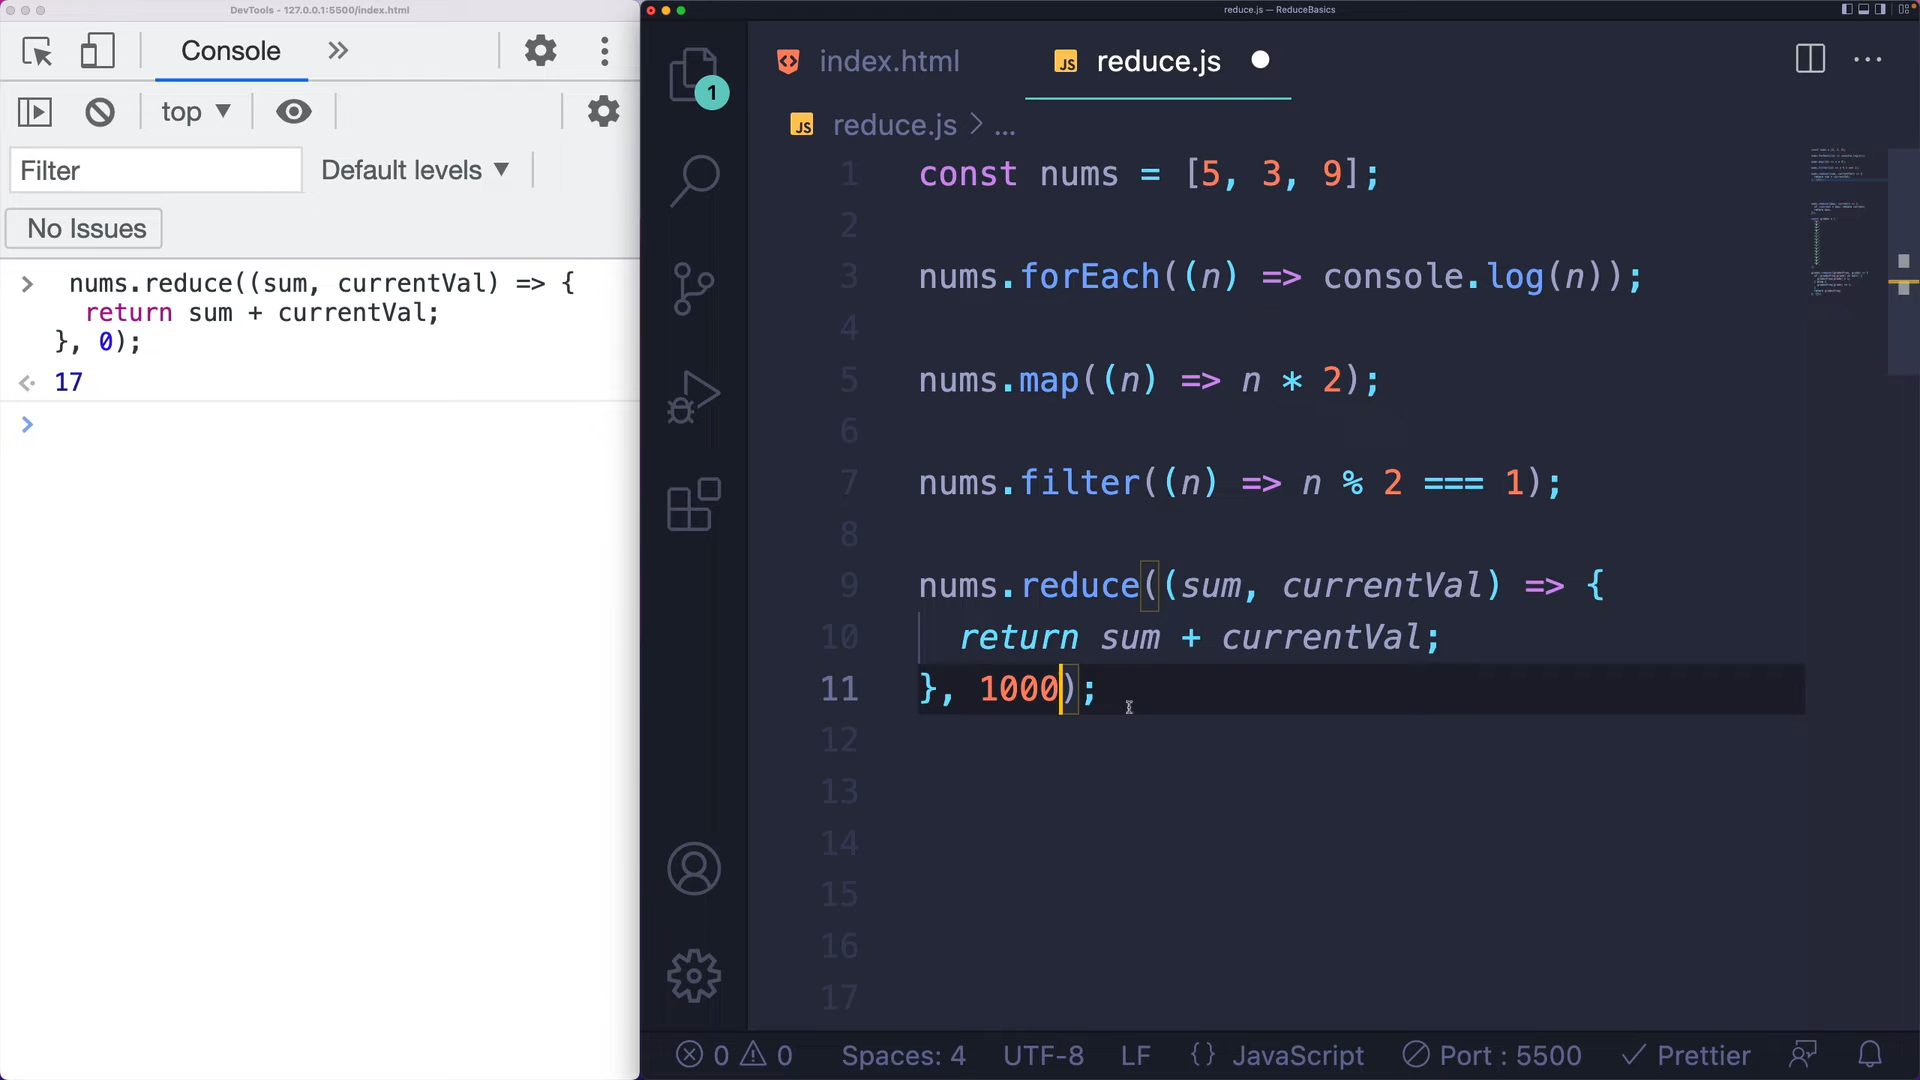 DevTools - 127.0.0.1:5500/index.html
Console
top ▼
Filter
Default levels ▼
No Issues
> nums.reduce((sum, currentVal) => {
return sum + currentVal;
}, 0);
17
>
reduce.js — ReduceBasics
1
index.html
JS reduce.js
JS reduce.js > ...
1 const nums = [5, 3, 9];
2
3 nums.forEach((n) => console.log(n));
4
5 nums.map((n) => n * 2);
6
7 nums.filter((n) => n % 2 === 1);
8
9 nums.reduce((sum, currentVal) => {
10 return sum + currentVal;
11 }, 1000);
12
13
14
15
16
17
0 0 Spaces: 4 UTF-8 LF {} JavaScript Port : 5500 Prettier